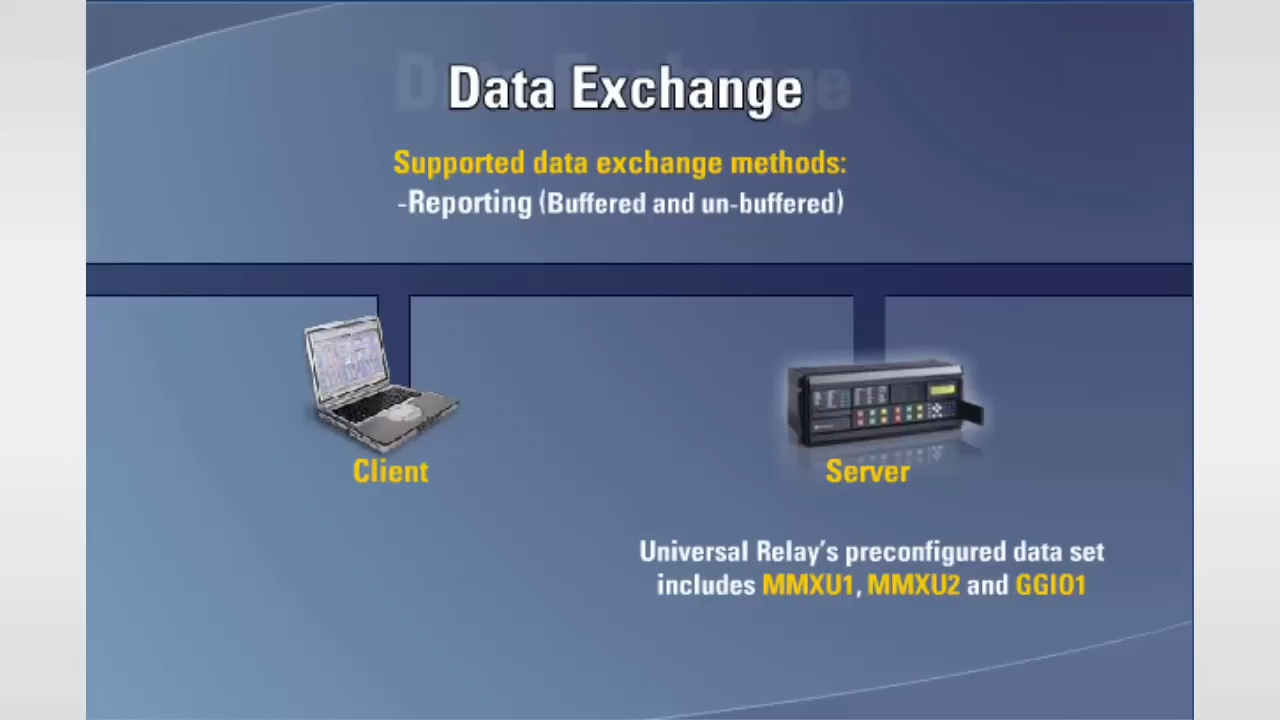 Data Exchange
Supported data exchange methods:
-Reporting (Buffered and un-buffered)
Client
Server
Universal Relay's preconfigured data set
includes MMXU1, MMXU2 and GGIO1